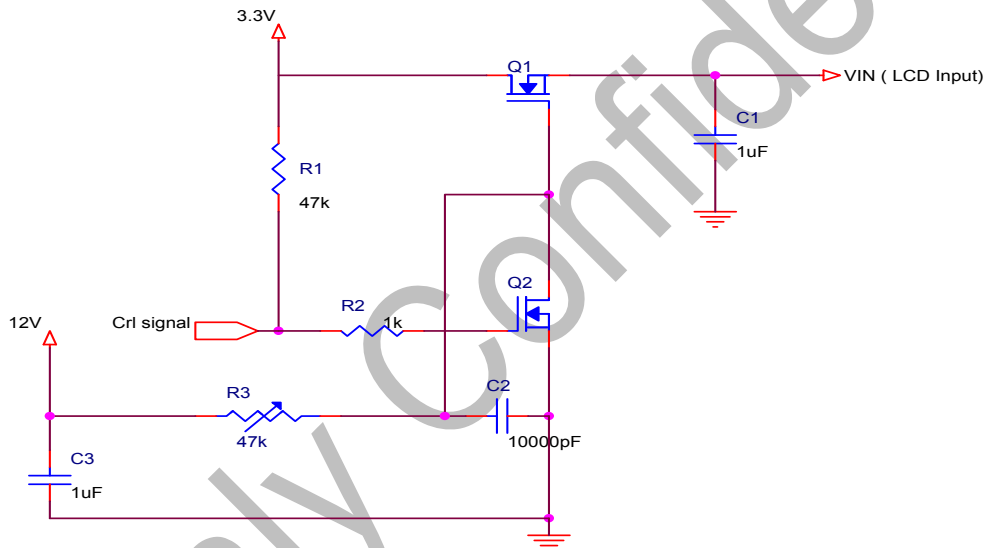 3.3V
Q1
VIN ( LCD Input)
C1
1uF
R1
47k
Q2
R2
1k
Crl signal
12V
R3
47k
C2
10000pF
C3
1uF
ly Confide